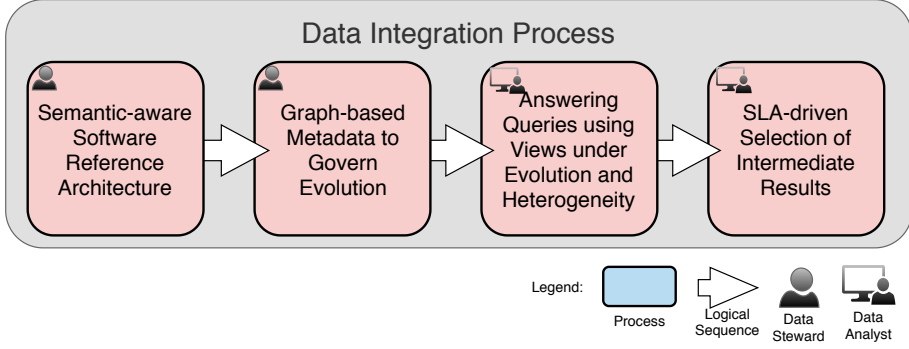 Data Integration Process
Semantic-aware
Software
Reference
Architecture
Graph-based
Metadata to
Govern
Evolution
Answering
Queries using
Views under
Evolution and
Heterogeneity
SLA-driven
Selection of
Intermediate
Results
Legend:
Process
Logical
Sequence
Data
Steward
Data
Analyst